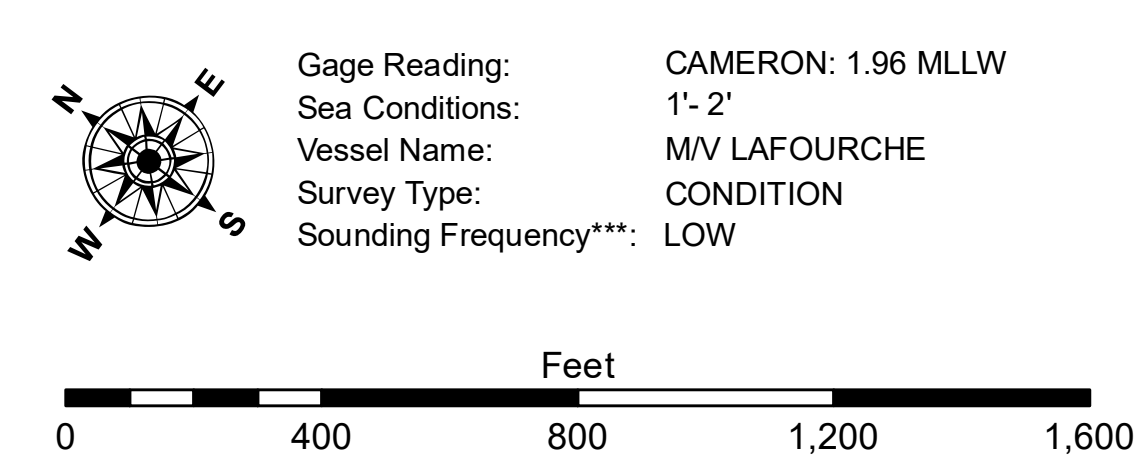 N
E
W
S
Gage Reading: CAMERON: 1.96 MLLW
Sea Conditions: 1'- 2'
Vessel Name: M/V LAFOURCHE
Survey Type: CONDITION
Sounding Frequency***: LOW
Feet
0 400 800 1,200 1,600